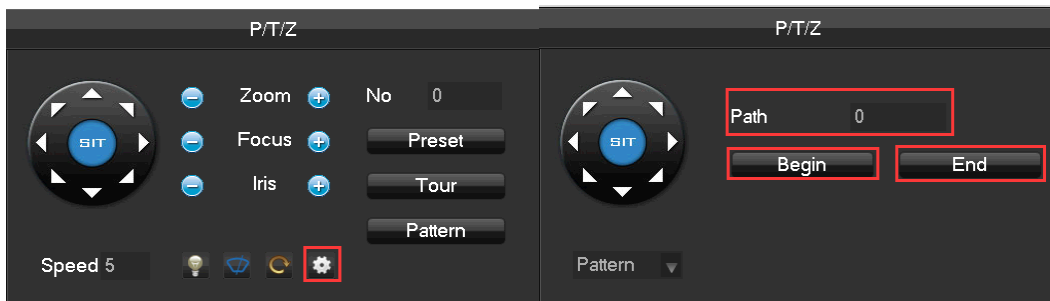 P/T/Z
Zoom
No 0
SIT
Focus
Preset
Iris
Tour
Pattern
Speed 5
P/T/Z
Path 0
SIT
Begin
End
Pattern